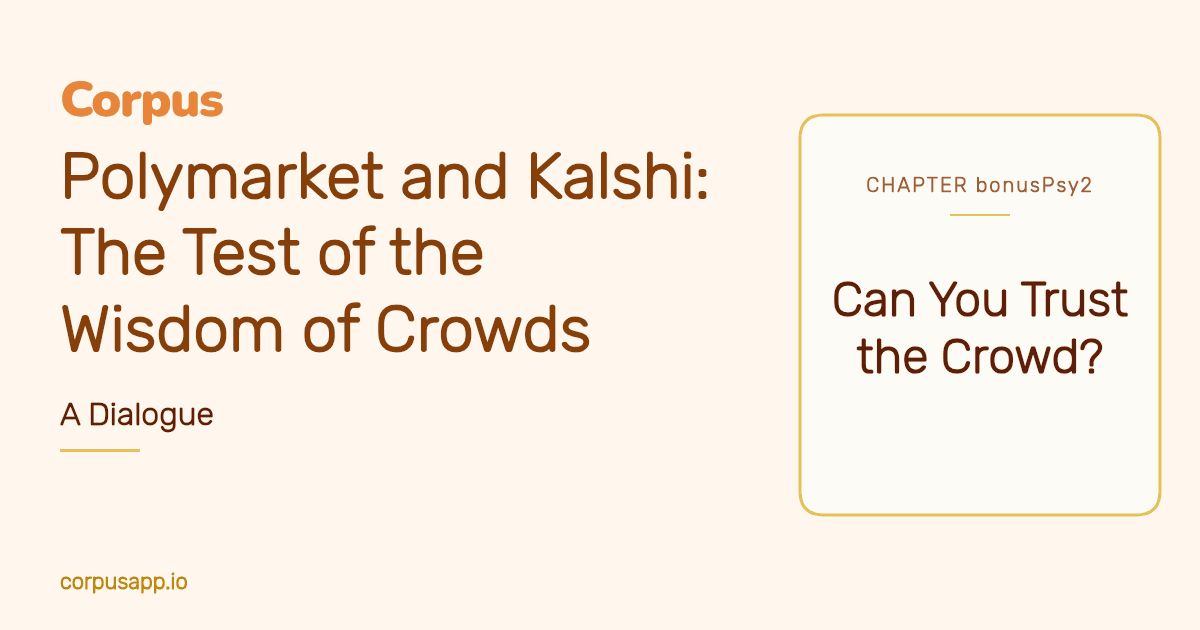 Corpus
Polymarket and Kalshi:
The Test of the
Wisdom of Crowds
A Dialogue
corpusapp.io
CHAPTER bonusPsy2
Can You Trust
the Crowd?